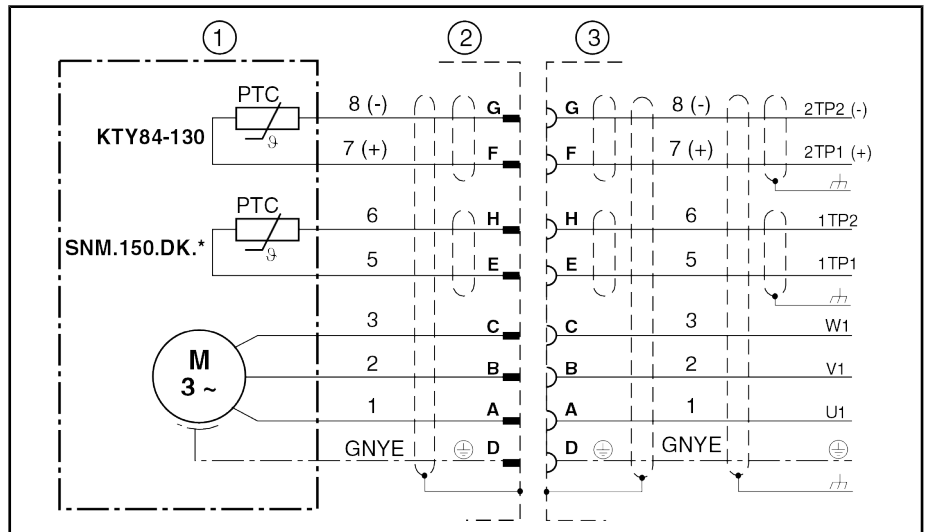 1 2 3
PTC 8 (-) G G 8 (-) 2TP2 (-)
KTY84-130 ϑ 7 (+) F F 7 (+) 2TP1 (+)
PTC 6 H H 6 1TP2
SNM.150.DK.* ϑ 5 E E 5 1TP1
3 C C 3 W1
M 3 ~ 2 B B 2 V1
1 A A 1 U1
GNYE D D GNYE